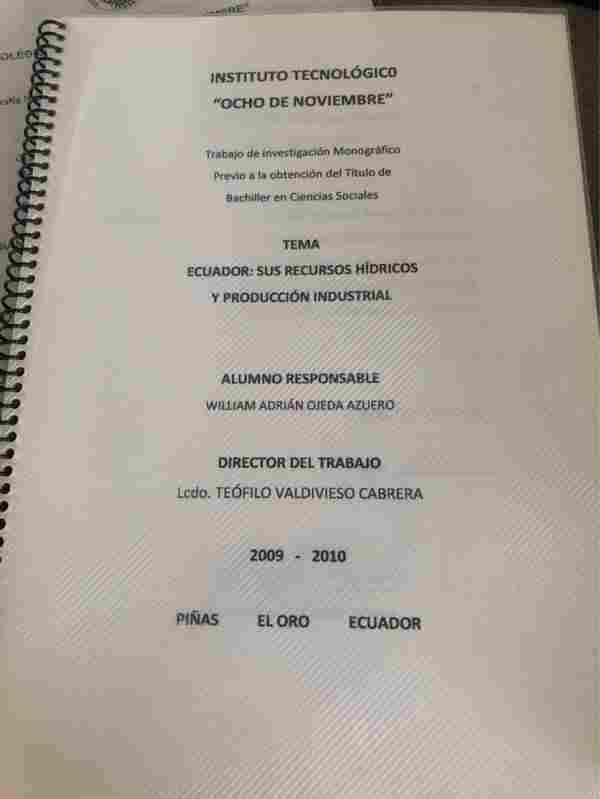 INSTITUTO TECNOLÓGICO
“OCHO DE NOVIEMBRE”
Trabajo de investigación Monográfico
Previo a la obtención del Título de
Bachiller en Ciencias Sociales
TEMA
ECUADOR: SUS RECURSOS HÍDRICOS
Y PRODUCCIÓN INDUSTRIAL
ALUMNO RESPONSABLE
WILLIAM ADRIÁN OJEDA AZUERO
DIRECTOR DEL TRABAJO
Lcdo. TEÓFILO VALDIVIESO CABRERA
2009 - 2010
PIÑAS EL ORO ECUADOR